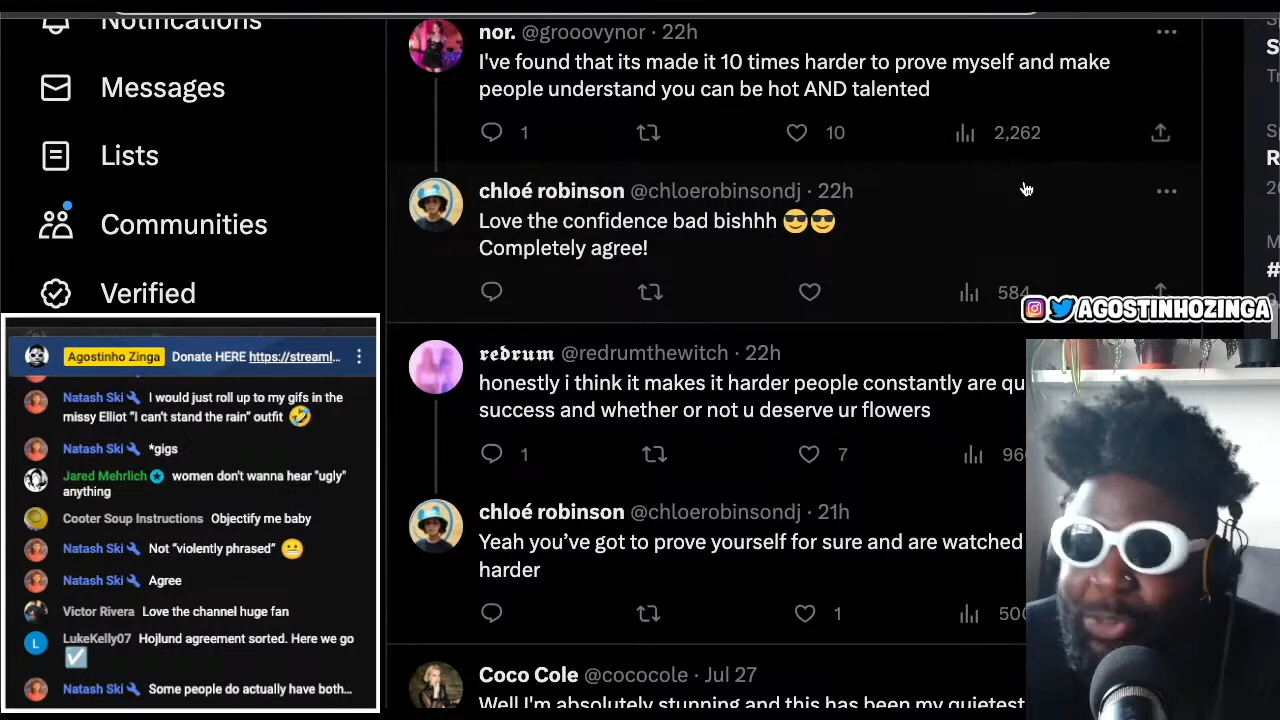 Notifications
Messages
Lists
Communities
Verified
nor. @grooovynor · 22h
I've found that its made it 10 times harder to prove myself and make
people understand you can be hot AND talented
1 10 2,262
chloé robinson @chloerobinsondj · 22h
Love the confidence bad bishhh 😎😎
Completely agree!
584
𝖗𝖊𝖉𝖗𝖚𝖒 @redrumthewitch · 22h
honestly i think it makes it harder people constantly are qu
success and whether or not u deserve ur flowers
1 7 960
chloé robinson @chloerobinsondj · 21h
Yeah you’ve got to prove yourself for sure and are watched
harder
1 500
Coco Cole @cococole · Jul 27
Well I'm absolutely stunning and this has been my quietest
AGOSTINHOZINGA
Agostinho Zinga Donate HERE https://streaml...
Natash Ski I would just roll up to my gifs in the
missy Elliot “I can’t stand the rain” outfit 🤣
Natash Ski *gigs
Jared Mehrlich women don't wanna hear "ugly"
anything
Cooter Soup Instructions Objectify me baby
Natash Ski Not “violently phrased” 😬
Natash Ski Agree
Victor Rivera Love the channel huge fan
L LukeKelly07 Hojlund agreement sorted. Here we go
☑️
Natash Ski Some people do actually have both...